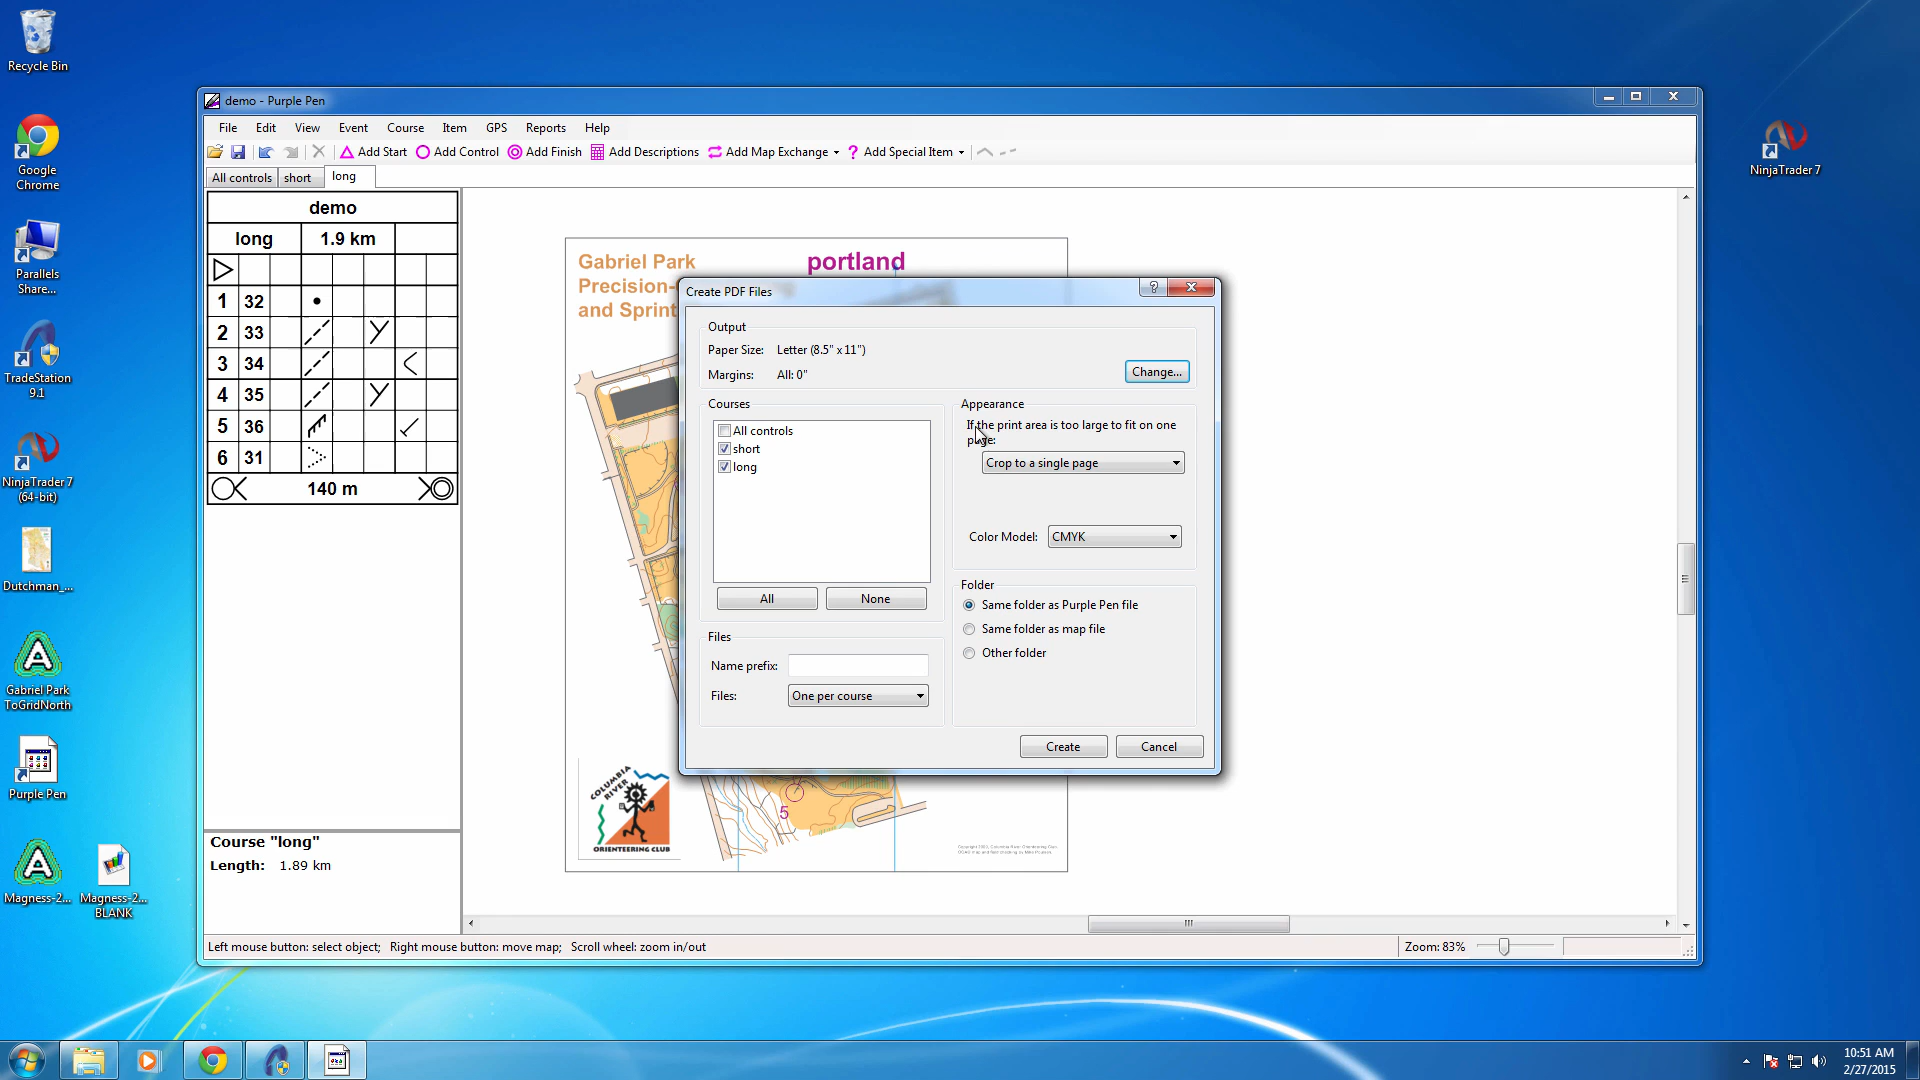 Recycle Bin
Google
Chrome
Parallels
Share...
TradeStation
9.1
NinjaTrader 7
(64-bit)
Dutchman_...
Gabriel Park
ToGridNorth
Purple Pen
Magness-2...
Magness-2...
BLANK
NinjaTrader 7
demo - Purple Pen
File Edit View Event Course Item GPS Reports Help
Add Start Add Control Add Finish Add Descriptions Add Map Exchange Add Special Item
All controls short long
demo
long 1.9 km
1 32
2 33
3 34
4 35
5 36
6 31
140 m
Course "long"
Length: 1.89 km
Gabriel Park
Precision-
and Sprint
portland
5
COLUMBIA
RIVER
ORIENTEERING CLUB
Create PDF Files
Output
Paper Size: Letter (8.5" x 11")
Margins: All: 0"
Change...
Courses
All controls
short
long
All None
Files
Name prefix:
Files: One per course
Appearance
If the print area is too large to fit on one
page:
Crop to a single page
Color Model: CMYK
Folder
Same folder as Purple Pen file
Same folder as map file
Other folder
Create Cancel
Left mouse button: select object; Right mouse button: move map; Scroll wheel: zoom in/out
Zoom: 83%
10:51 AM
2/27/2015